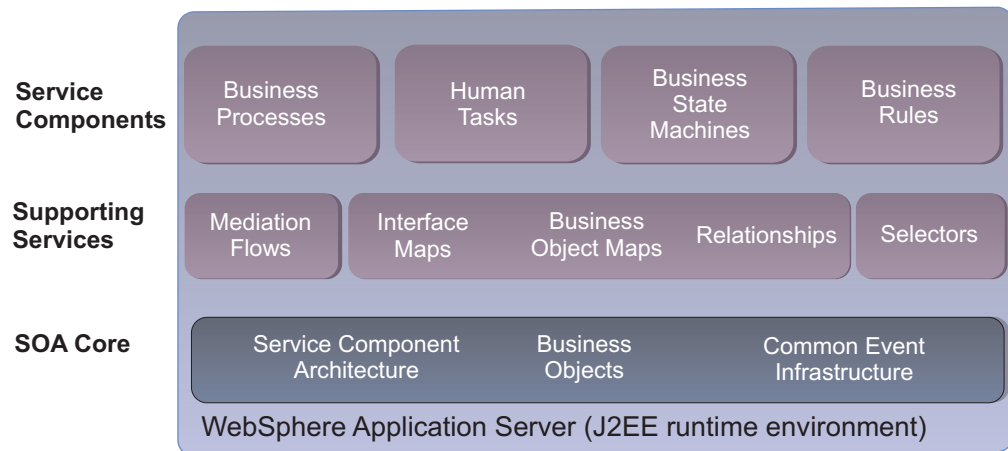 Service
Components
Business
Processes
Human
Tasks
Business
State
Machines
Business
Rules
Supporting
Services
Mediation
Flows
Interface
Maps
Business
Object Maps
Relationships
Selectors
SOA Core
Service Component
Architecture
Business
Objects
Common Event
Infrastructure
WebSphere Application Server (J2EE runtime environment)